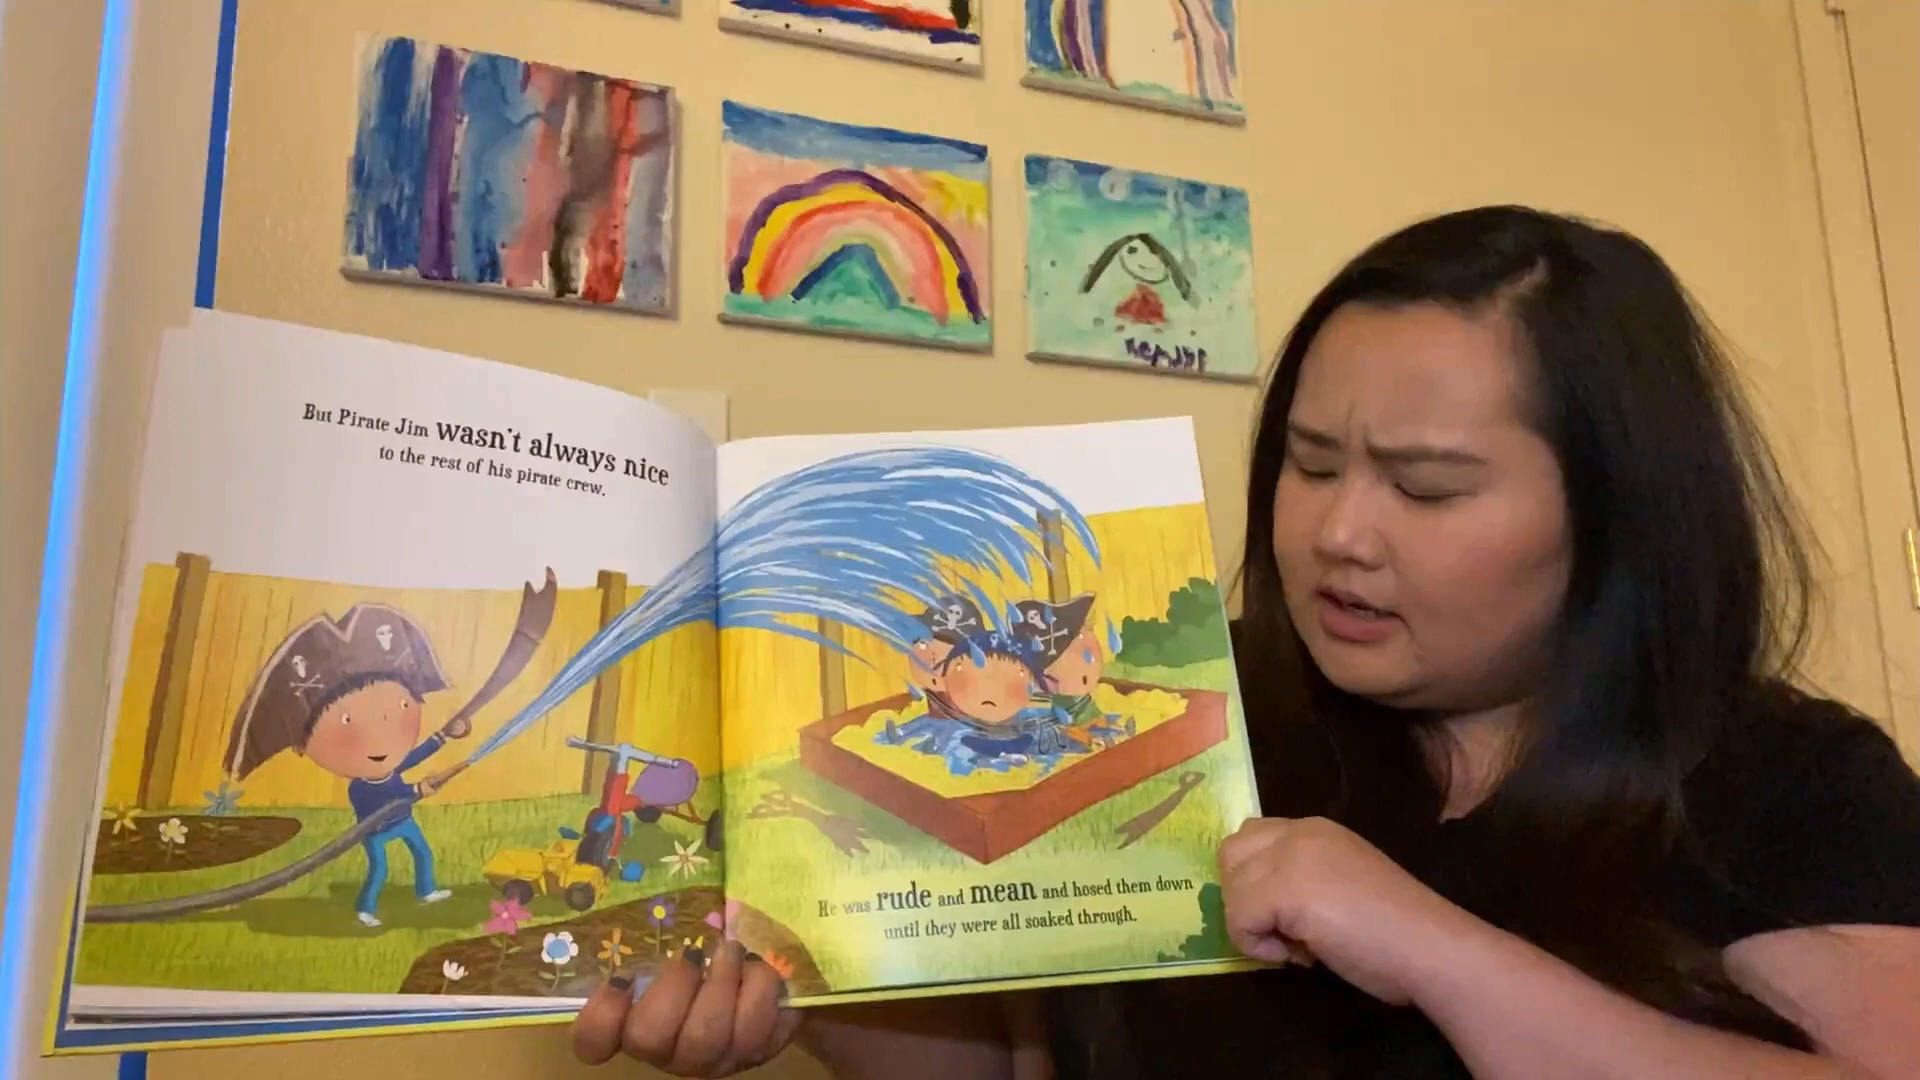 But Pirate Jim wasn't always nice
to the rest of his pirate crew.
He was rude and mean and hosed them down
until they were all soaked through.